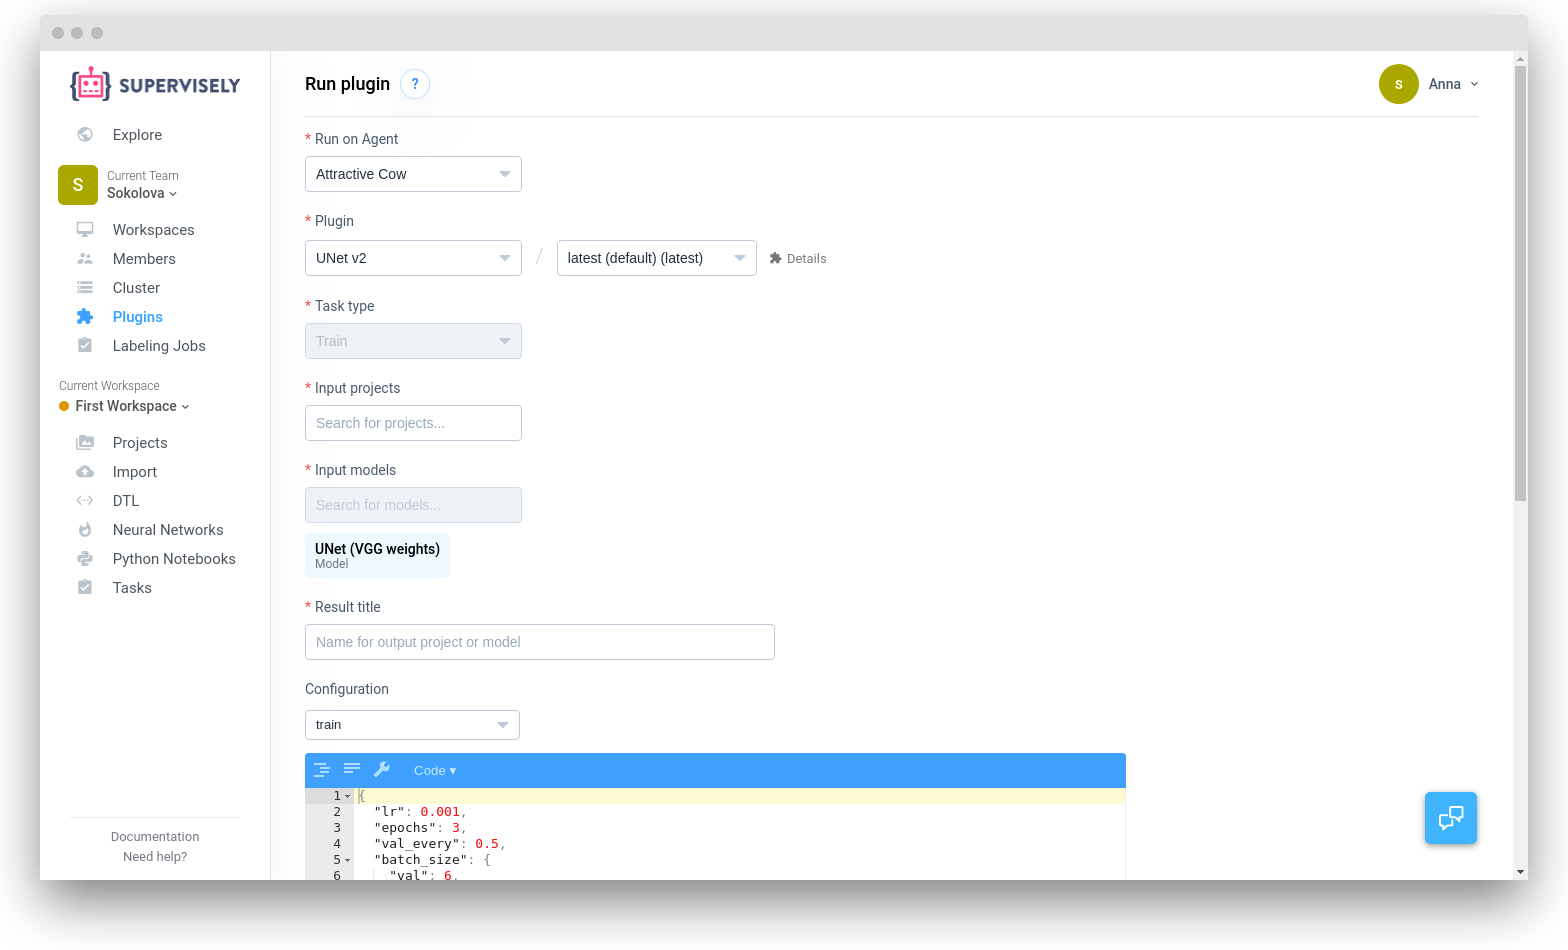 SUPERVISELY
Explore
S
Current Team
Sokolova
Workspaces
Members
Cluster
Plugins
Labeling Jobs
Current Workspace
First Workspace
Projects
Import
DTL
Neural Networks
Python Notebooks
Tasks
Documentation
Need help?
Run plugin ?
S Anna
* Run on Agent
Attractive Cow
* Plugin
UNet v2 / latest (default) (latest) Details
* Task type
Train
* Input projects
Search for projects...
* Input models
Search for models...
UNet (VGG weights)
Model
* Result title
Name for output project or model
Configuration
train
Code ▾
1 {
2 "lr": 0.001,
3 "epochs": 3,
4 "val_every": 0.5,
5 "batch_size": {
6 "val": 6,